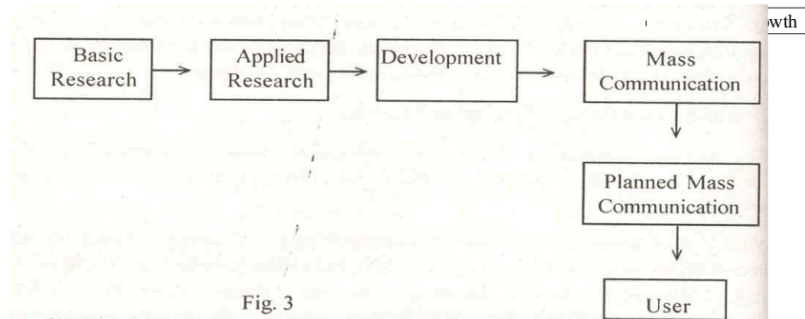 wth
Basic
Research
Applied
Research
Development
Mass
Communication
Planned Mass
Communication
User
Fig. 3